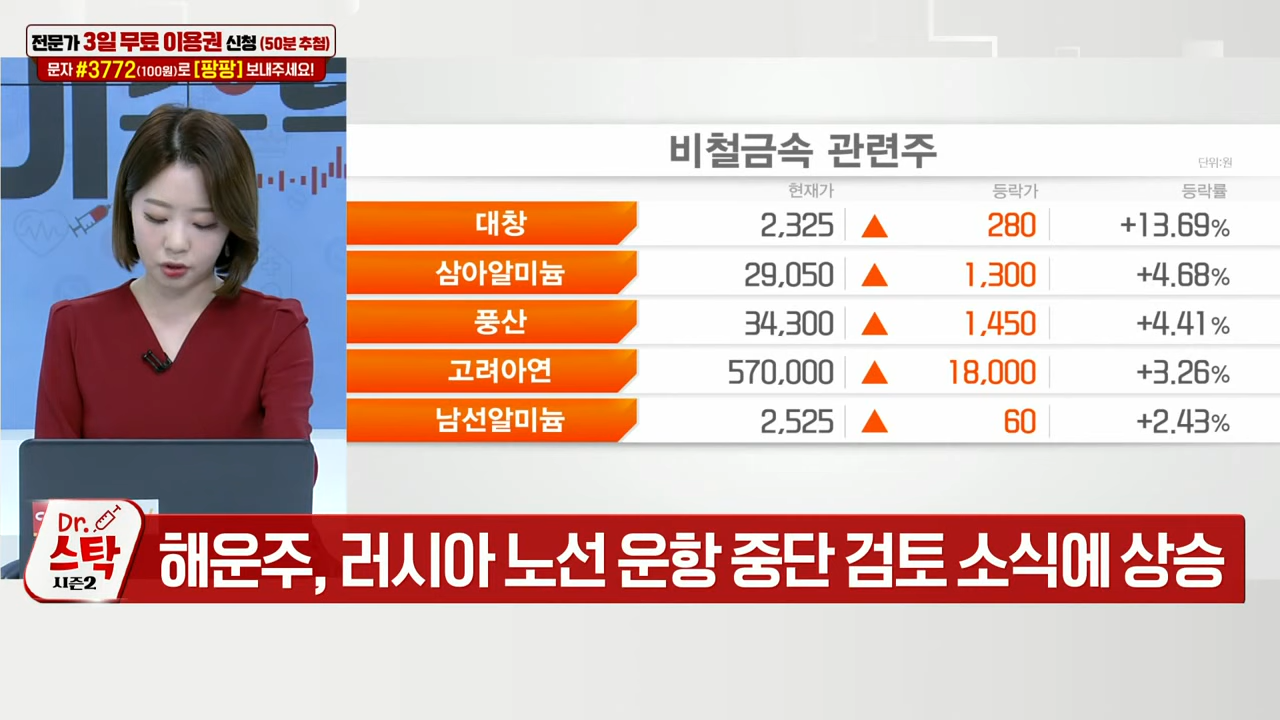 전문가 3일 무료 이용권 신청 (50분 추첨)
문자 #3772(100원)로 [팡팡] 보내주세요!
비철금속 관련주
단위:원
현재가 등락가 등락률
대창 2,325 ▲ 280 +13.69%
삼아알미늄 29,050 ▲ 1,300 +4.68%
풍산 34,300 ▲ 1,450 +4.41%
고려아연 570,000 ▲ 18,000 +3.26%
남선알미늄 2,525 ▲ 60 +2.43%
Dr.
스탁
시즌2
해운주, 러시아 노선 운항 중단 검토 소식에 상승